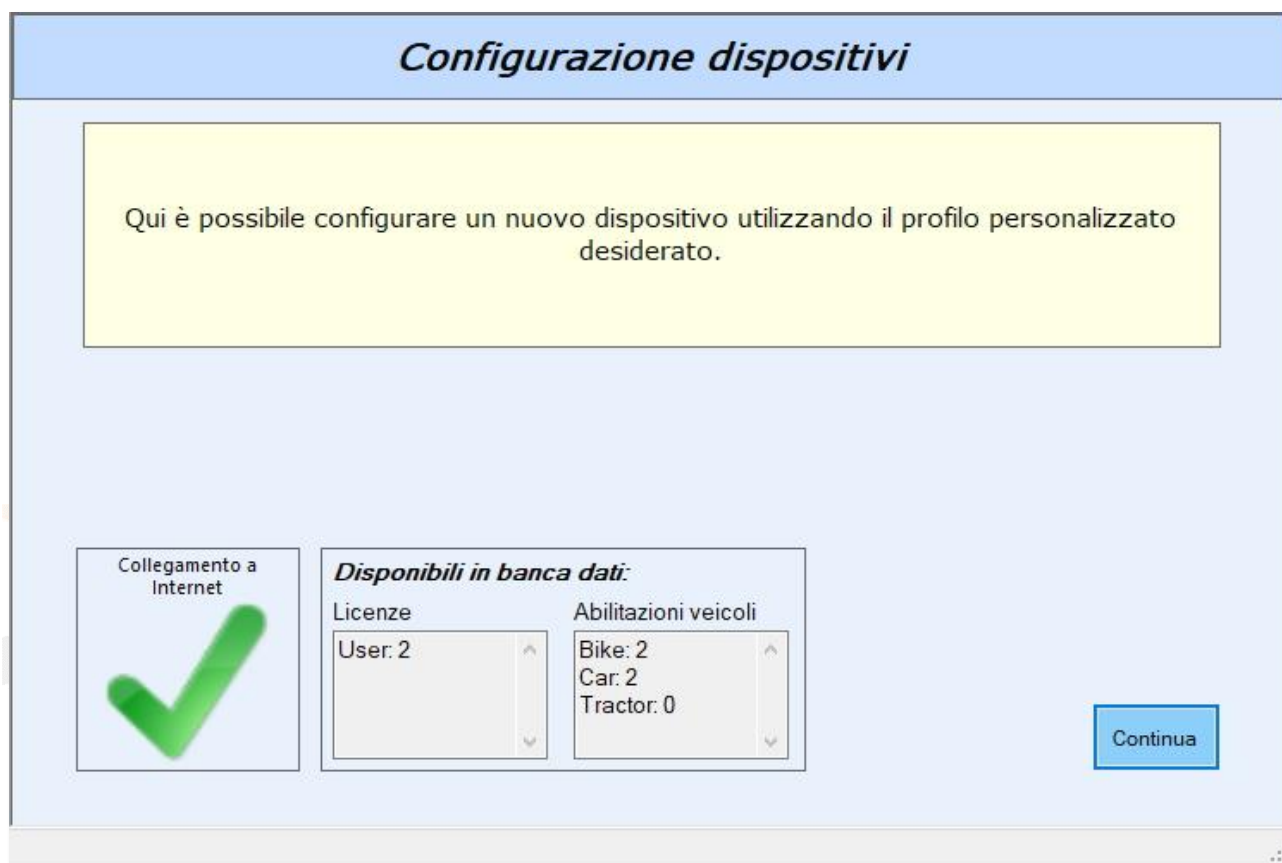 Configurazione dispositivi
Qui è possibile configurare un nuovo dispositivo utilizzando il profilo personalizzato
desiderato.
Collegamento a
Internet
Disponibili in banca dati:
Licenze
User: 2
Abilitazioni veicoli
Bike: 2
Car: 2
Tractor: 0
Continua